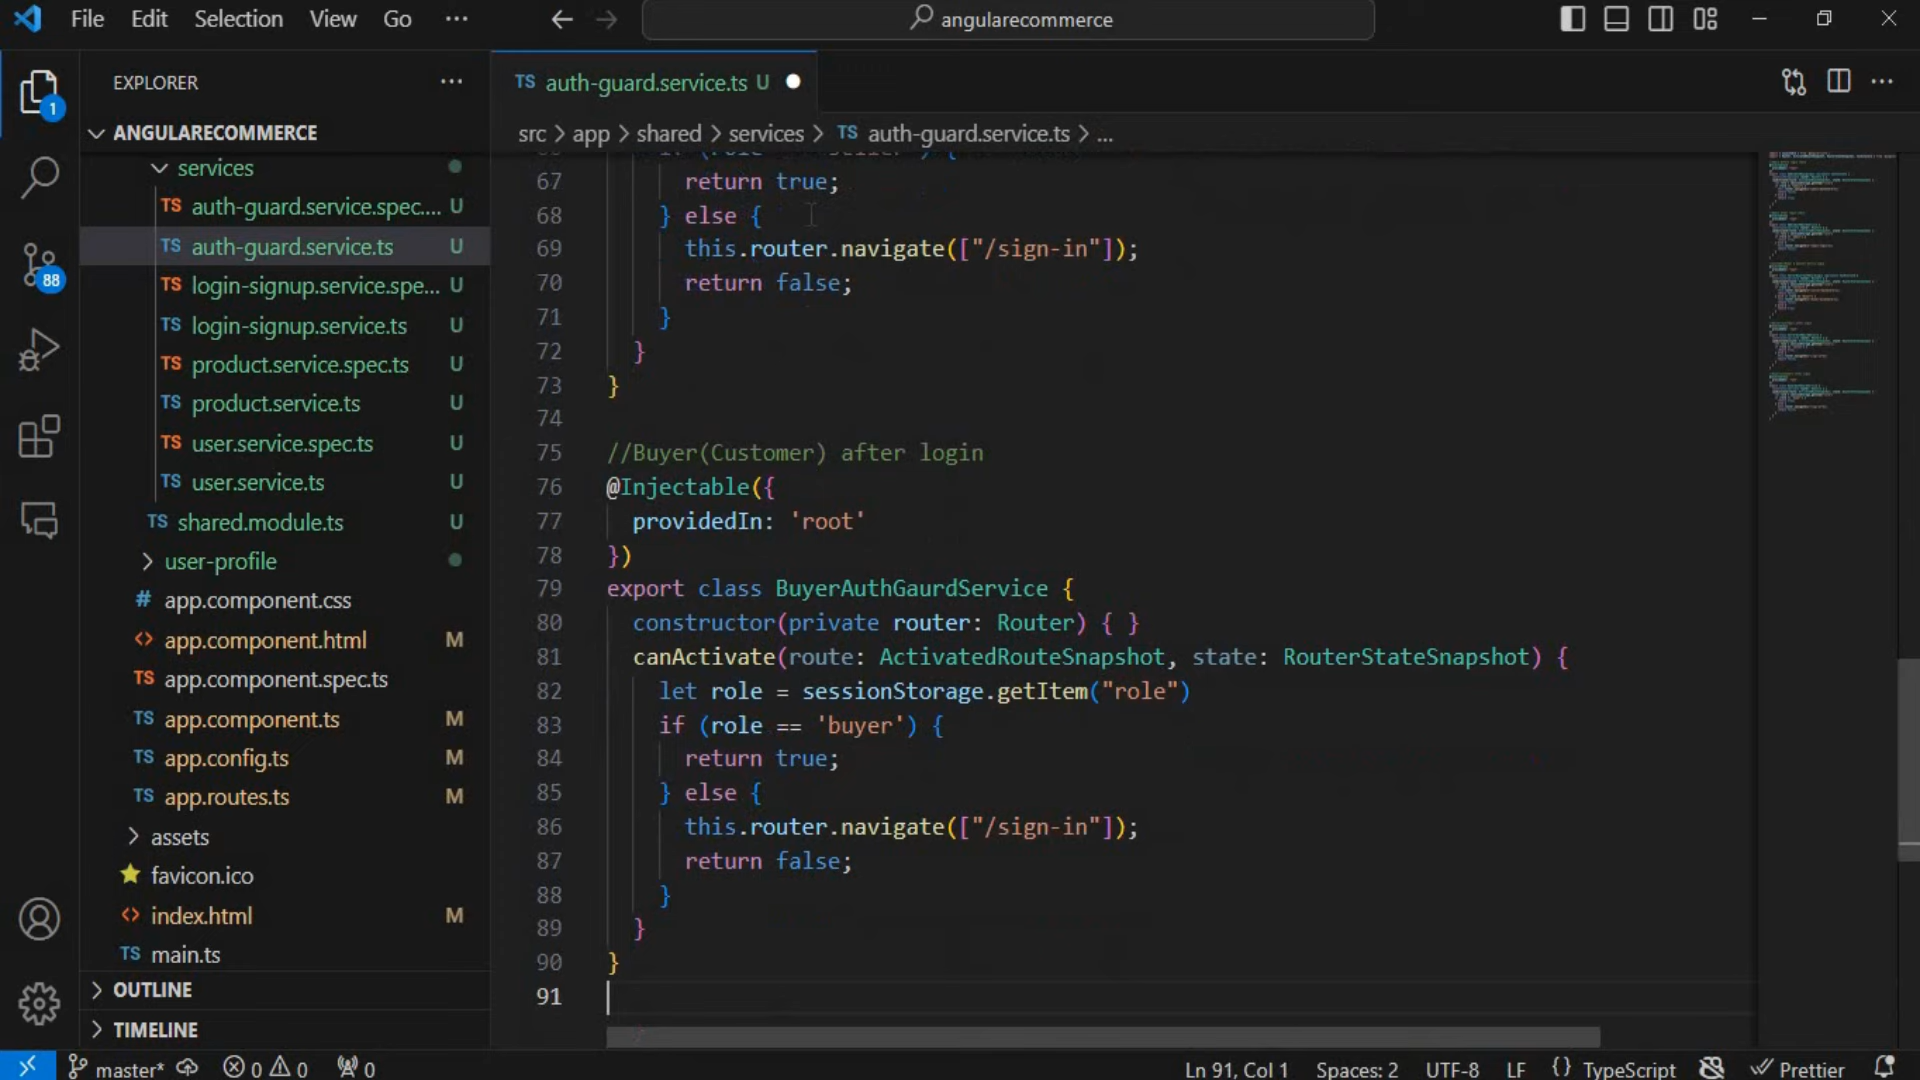 File Edit Selection View Go ···
angularecommerce
EXPLORER ···
ANGULARECOMMERCE
services
TS auth-guard.service.spec.... U
TS auth-guard.service.ts U
TS login-signup.service.spe... U
TS login-signup.service.ts U
TS product.service.spec.ts U
TS product.service.ts U
TS user.service.spec.ts U
TS user.service.ts U
TS shared.module.ts U
user-profile
# app.component.css
<> app.component.html M
TS app.component.spec.ts
TS app.component.ts M
TS app.config.ts M
TS app.routes.ts M
assets
favicon.ico
<> index.html M
TS main.ts
OUTLINE
TIMELINE
1
88
TS auth-guard.service.ts U
src > app > shared > services > TS auth-guard.service.ts > ...
67 return true;
68 } else {
69 this.router.navigate(["/sign-in"]);
70 return false;
71 }
72 }
73 }
74
75 //Buyer(Customer) after login
76 @Injectable({
77 providedIn: 'root'
78 })
79 export class BuyerAuthGaurdService {
80 constructor(private router: Router) { }
81 canActivate(route: ActivatedRouteSnapshot, state: RouterStateSnapshot) {
82 let role = sessionStorage.getItem("role")
83 if (role == 'buyer') {
84 return true;
85 } else {
86 this.router.navigate(["/sign-in"]);
87 return false;
88 }
89 }
90 }
91
master* 0 0 0 Ln 91, Col 1 Spaces: 2 UTF-8 LF {} TypeScript Prettier